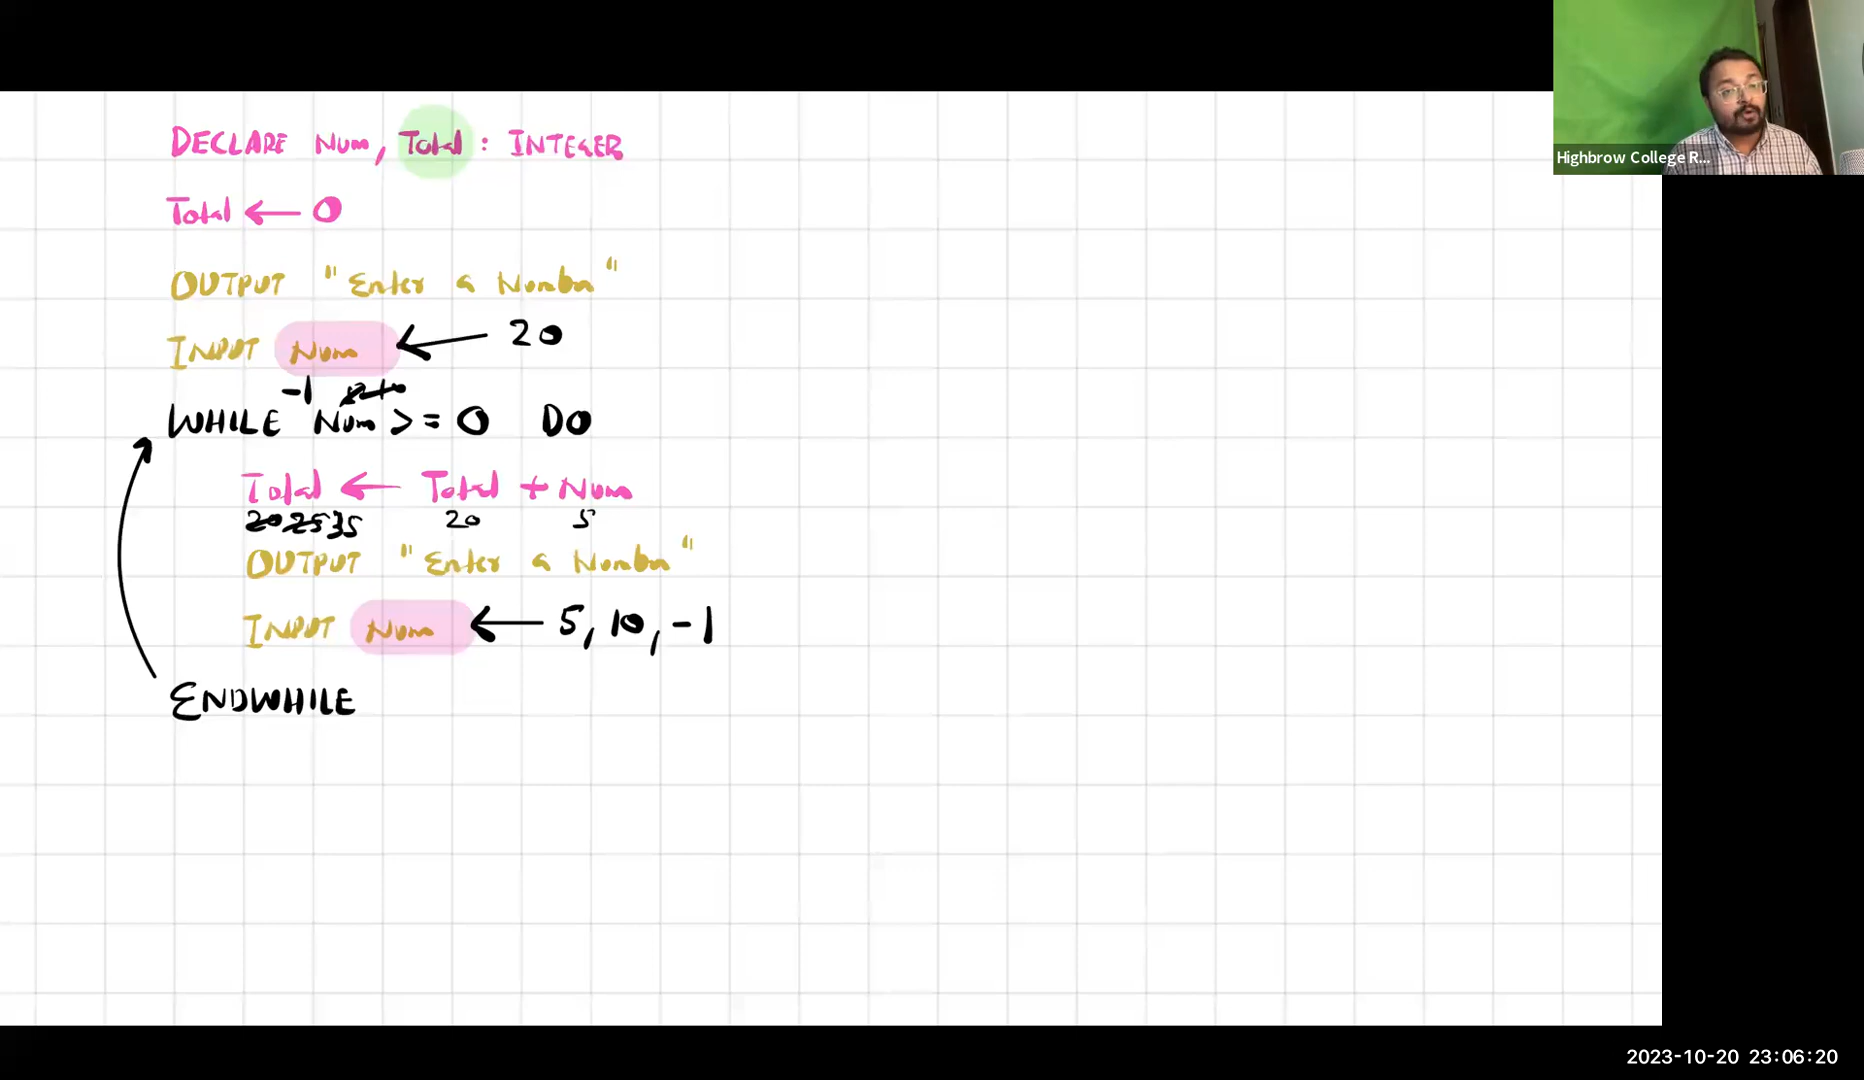 Highbrow College R...
DECLARE Num, Total : INTEGER
Total ← 0
OUTPUT "Enter a Number"
INPUT Num ← 20
-1
WHILE Num >= 0 DO
Total ← Total + Num
20 25 35 20 5
OUTPUT "Enter a Number"
INPUT Num ← 5, 10, -1
ENDWHILE
2023-10-20 23:06:20